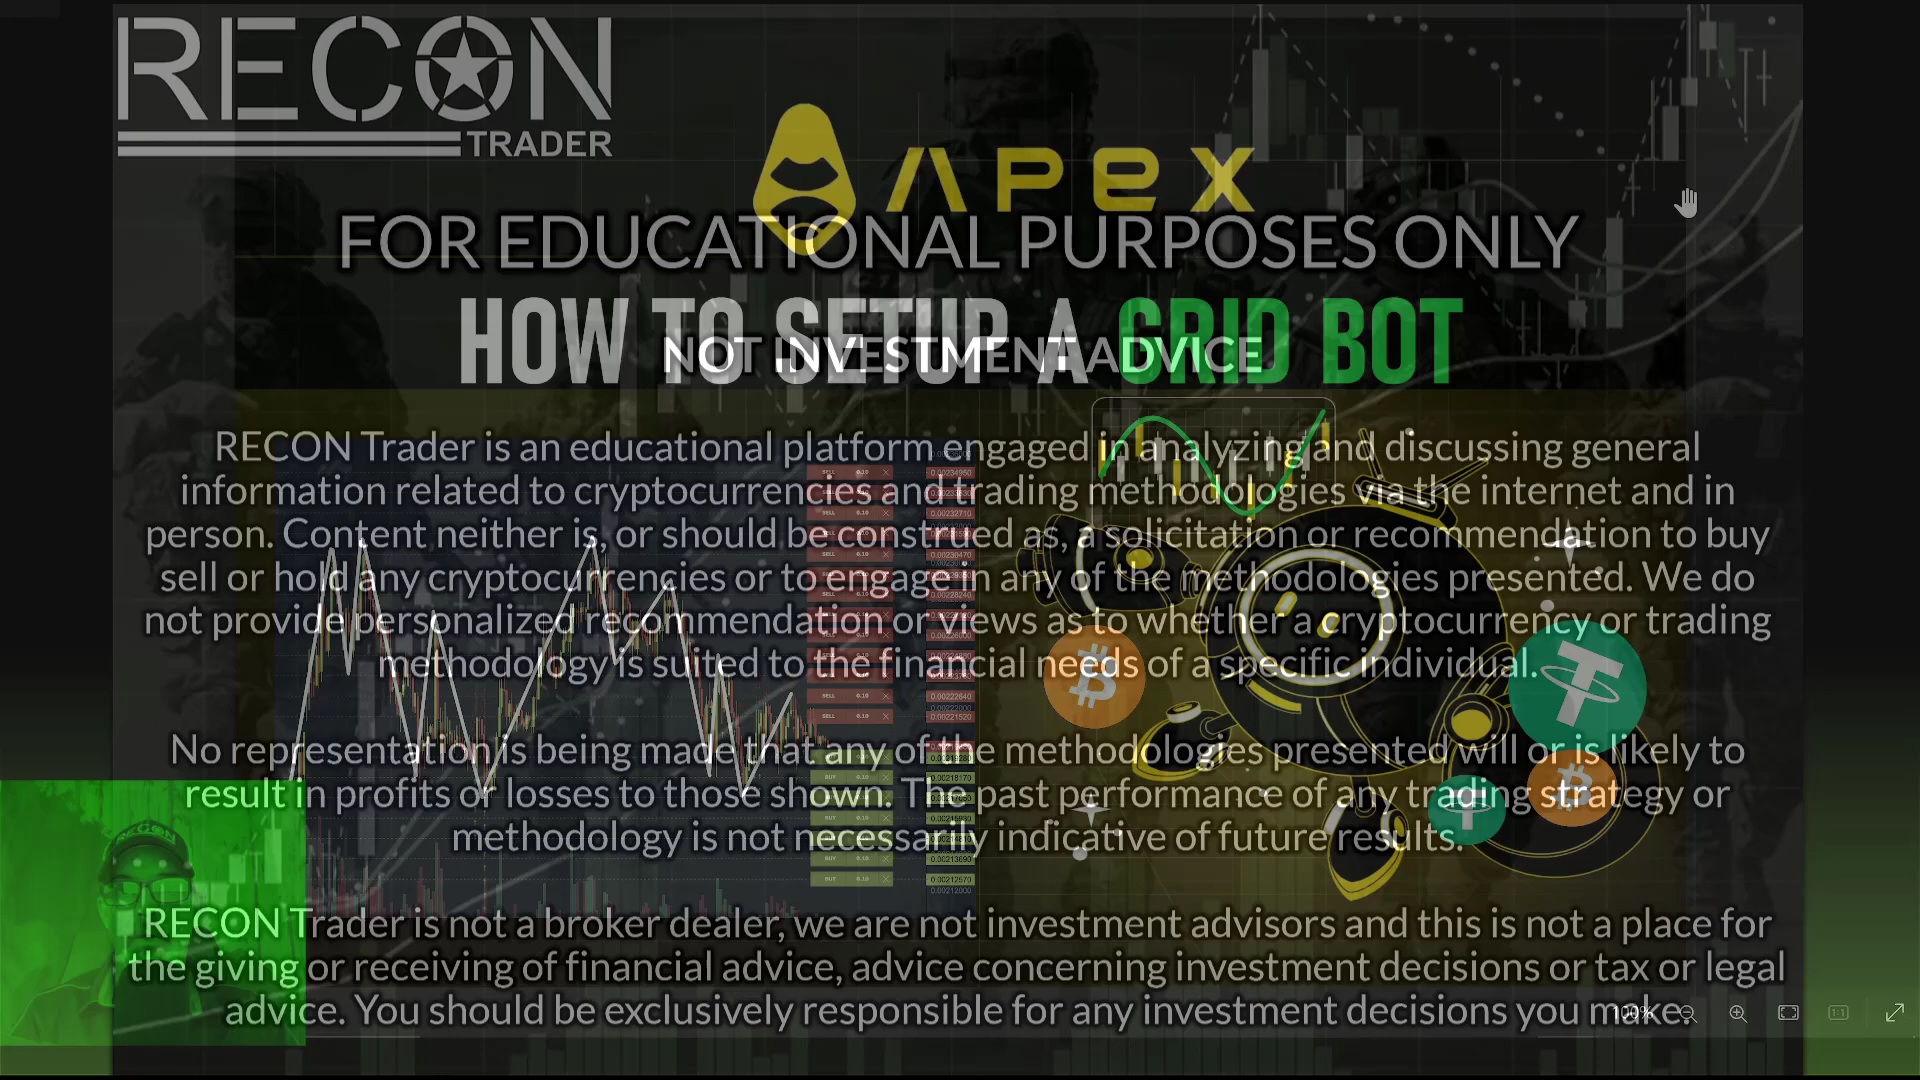 RECON
TRADER
APEX
FOR EDUCATIONAL PURPOSES ONLY
HOW TO SETUP A GRID BOT
NOT INVESTMENT ADVICE
RECON Trader is an educational platform engaged in analyzing and discussing general
information related to cryptocurrencies and trading methodologies via the internet and in
person. Content neither is, or should be construed as, a solicitation or recommendation to buy
sell or hold any cryptocurrencies or to engage in any of the methodologies presented. We do
not provide personalized recommendation or views as to whether a cryptocurrency or trading
methodology is suited to the financial needs of a specific individual.
No representation is being made that any of the methodologies presented will or is likely to
result in profits or losses to those shown. The past performance of any trading strategy or
methodology is not necessarily indicative of future results.
RECON Trader is not a broker dealer, we are not investment advisors and this is not a place for
the giving or receiving of financial advice, advice concerning investment decisions or tax or legal
advice. You should be exclusively responsible for any investment decisions you make.
100%
RECON